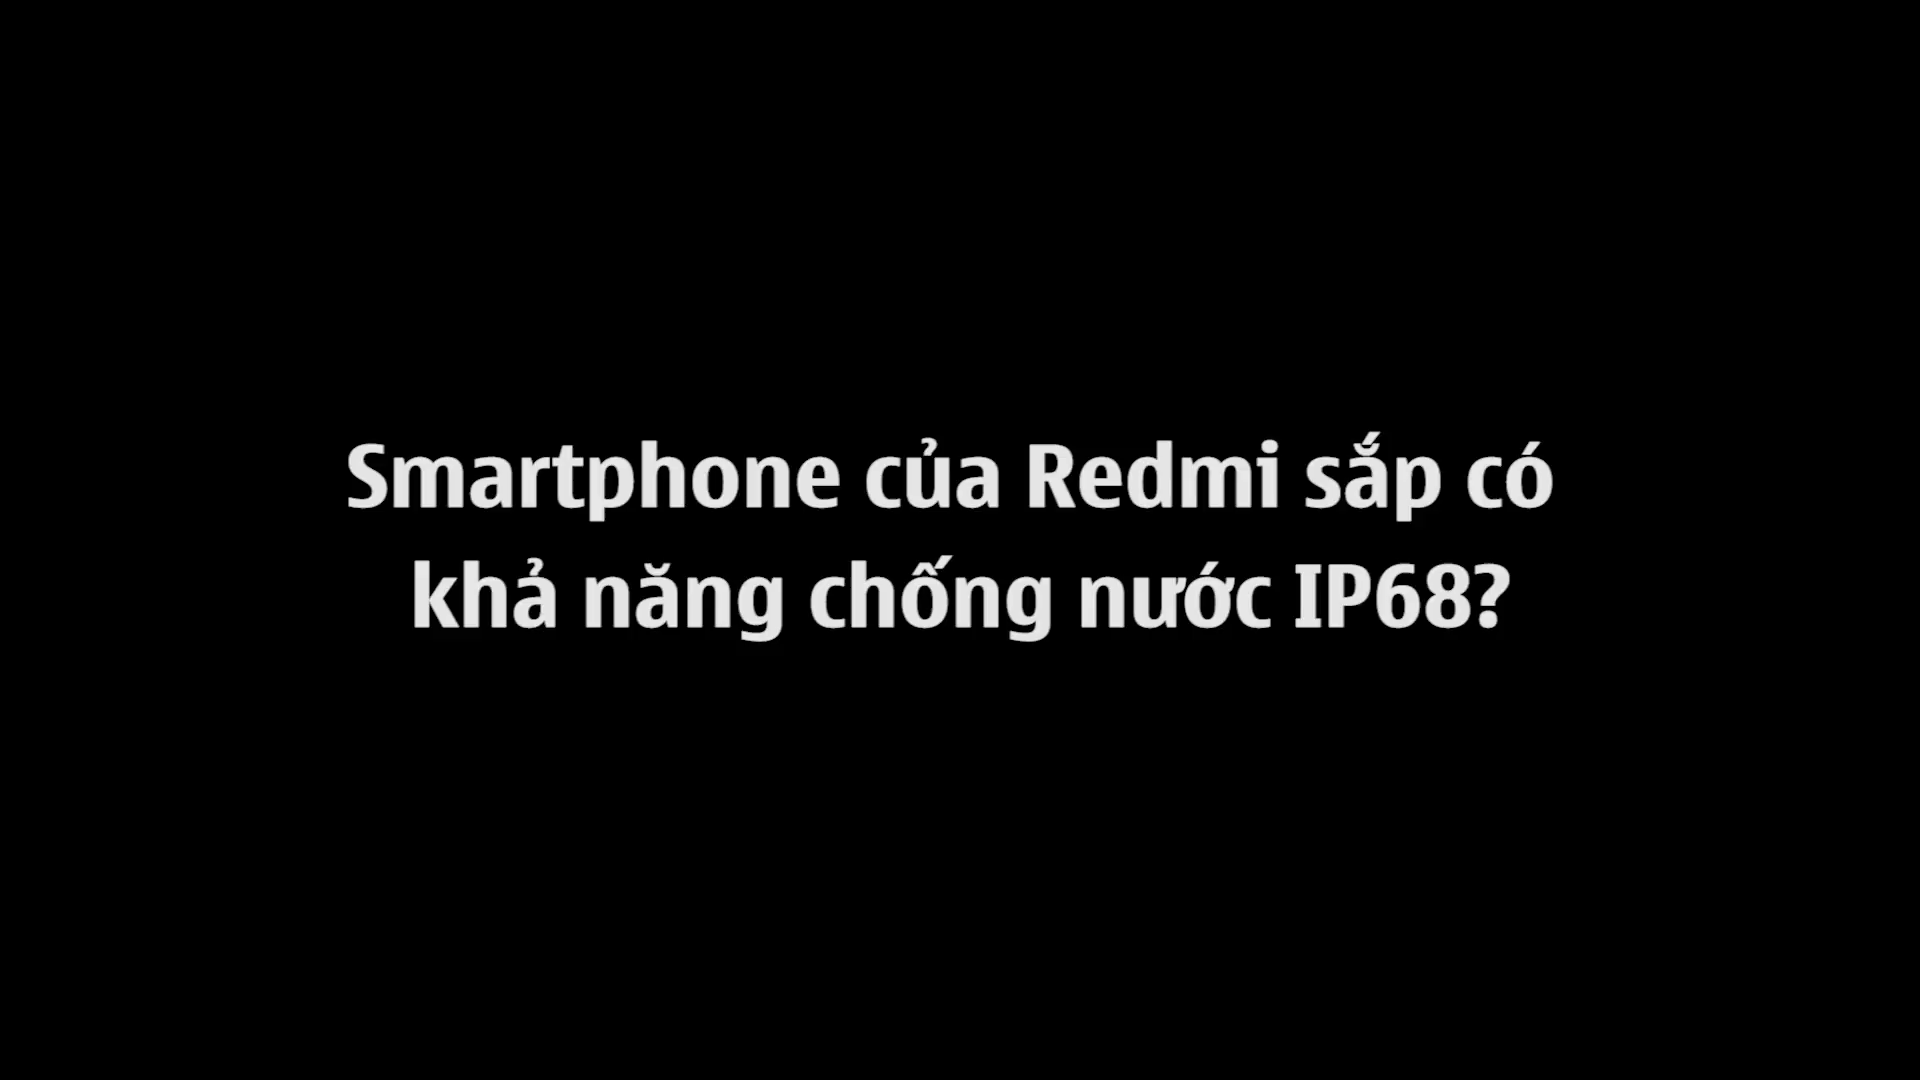 Smartphone của Redmi sắp có
khả năng chống nước IP68?